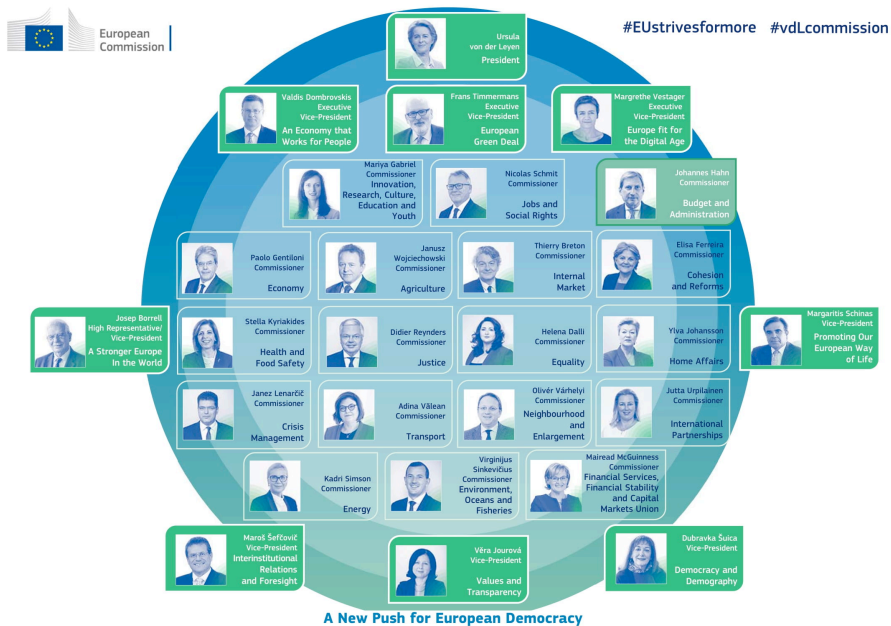 European
Commission
#EUstrivesformore #vdLcommission
Ursula
von der Leyen
President
Valdis Dombrovskis
Executive
Vice-President
An Economy that
Works for People
Frans Timmermans
Executive
Vice-President
European
Green Deal
Margrethe Vestager
Executive
Vice-President
Europe fit for
the Digital Age
Mariya Gabriel
Commissioner
Innovation,
Research, Culture,
Education and
Youth
Nicolas Schmit
Commissioner
Jobs and
Social Rights
Johannes Hahn
Commissioner
Budget and
Administration
Paolo Gentiloni
Commissioner
Economy
Janusz
Wojciechowski
Commissioner
Agriculture
Thierry Breton
Commissioner
Internal
Market
Elisa Ferreira
Commissioner
Cohesion
and Reforms
Josep Borrell
High Representative/
Vice-President
A Stronger Europe
In the World
Stella Kyriakides
Commissioner
Health and
Food Safety
Didier Reynders
Commissioner
Justice
Helena Dalli
Commissioner
Equality
Ylva Johansson
Commissioner
Home Affairs
Margaritis Schinas
Vice-President
Promoting Our
European Way
of Life
Janez Lenarčič
Commissioner
Crisis
Management
Adina Vălean
Commissioner
Transport
Olivér Várhelyi
Commissioner
Neighbourhood
and
Enlargement
Jutta Urpilainen
Commissioner
International
Partnerships
Kadri Simson
Commissioner
Energy
Virginijus
Sinkevičius
Commissioner
Environment,
Oceans and
Fisheries
Mairead McGuinness
Commissioner
Financial Services,
Financial Stability
and Capital
Markets Union
Maroš Šefčovič
Vice-President
Interinstitutional
Relations
and Foresight
Věra Jourová
Vice-President
Values and
Transparency
Dubravka Šuica
Vice-President
Democracy and
Demography
A New Push for European Democracy